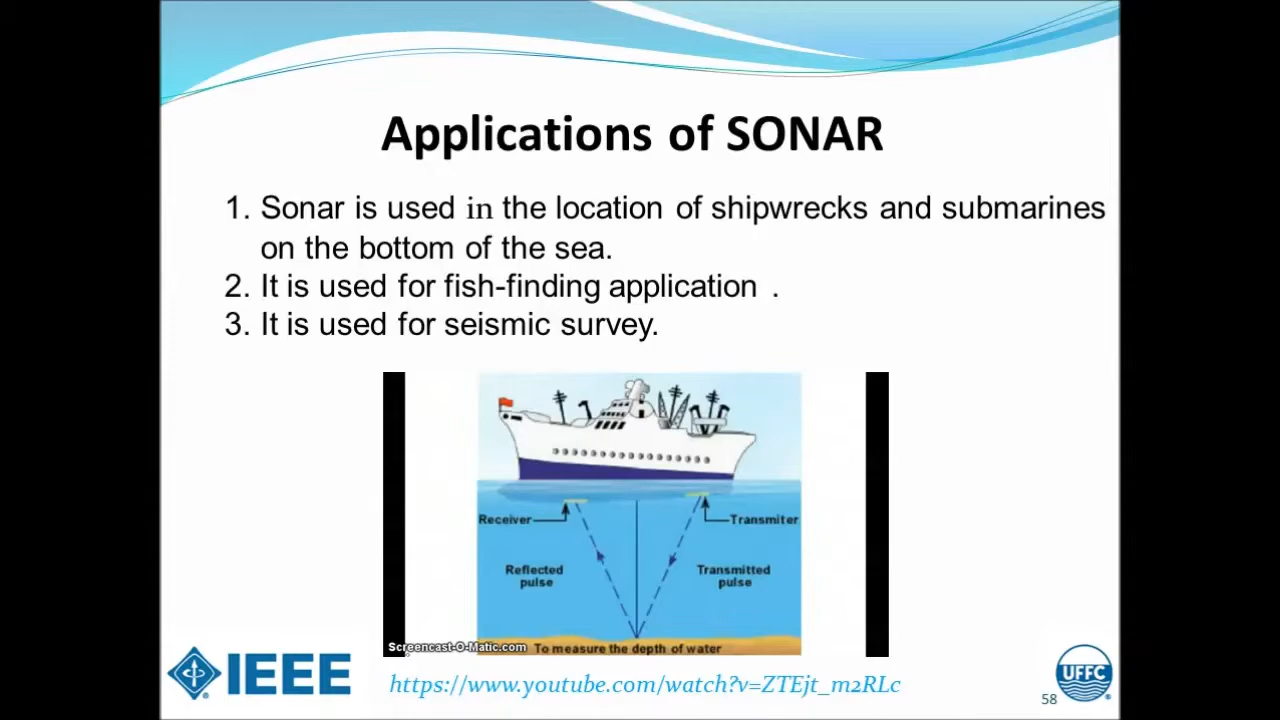 Applications of SONAR
1. Sonar is used in the location of shipwrecks and submarines
on the bottom of the sea.
2. It is used for fish-finding application .
3. It is used for seismic survey.
Receiver
Transmiter
Reflected
pulse
Transmitted
pulse
Screencast-O-Matic.com
To measure the depth of water
IEEE
https://www.youtube.com/watch?v=ZTEjt_m2RLc
58
UFFC